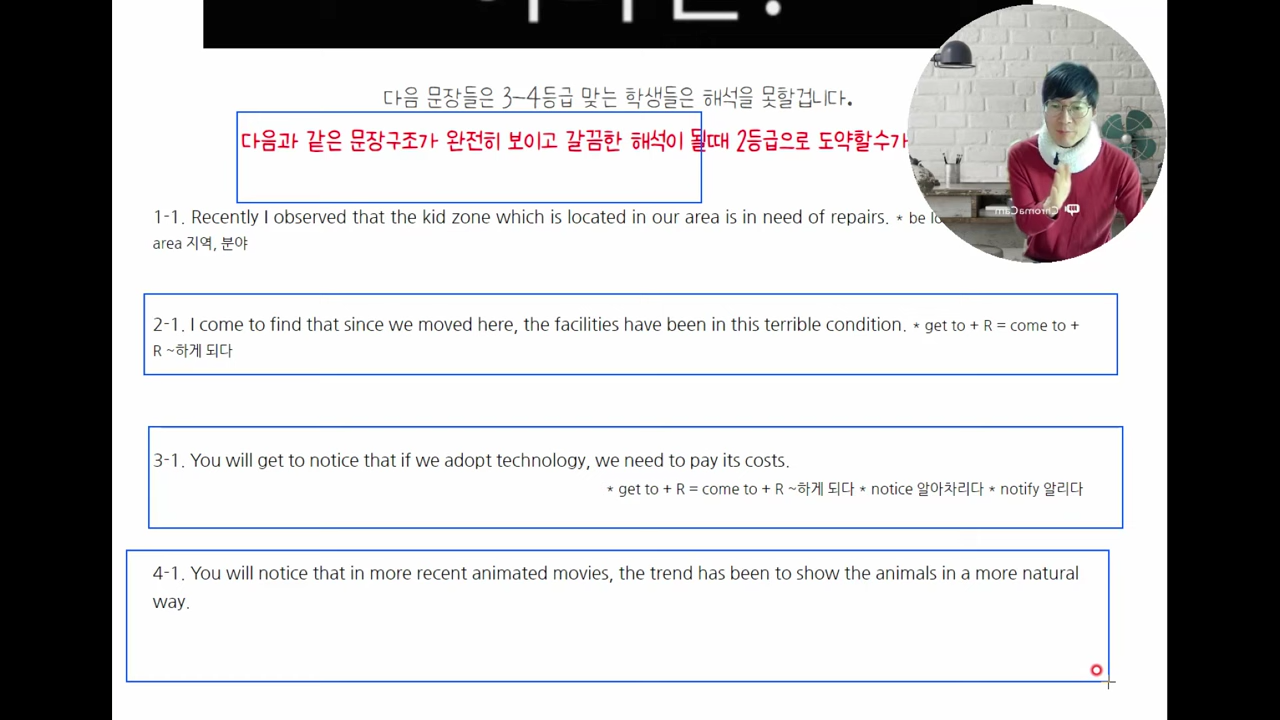 다음 문장들은 3-4등급 맞는 학생들은 해석을 못할겁니다.
다음과 같은 문장구조가 완전히 보이고 갈끔한 해석이 될때 2등급으로 도약할수가
1-1. Recently I observed that the kid zone which is located in our area is in need of repairs. * be
area 지역, 분야
ChromaCam
2-1. I come to find that since we moved here, the facilities have been in this terrible condition. * get to + R = come to +
R ~하게 되다
3-1. You will get to notice that if we adopt technology, we need to pay its costs.
* get to + R = come to + R ~하게 되다 * notice 알아차리다 * notify 알리다
4-1. You will notice that in more recent animated movies, the trend has been to show the animals in a more natural
way.